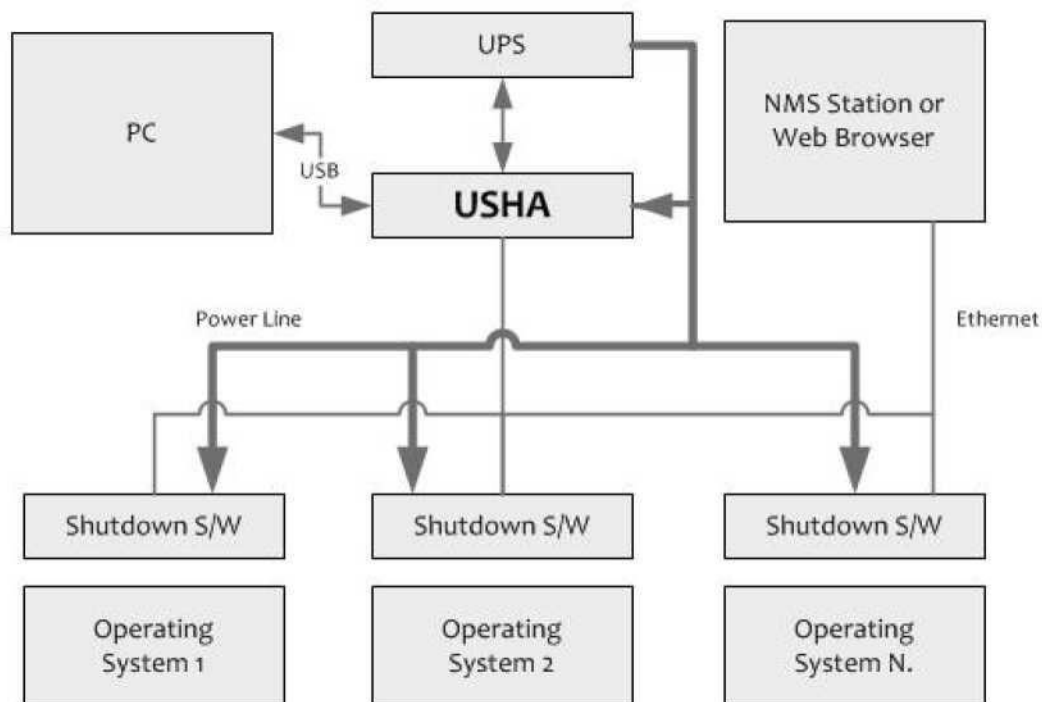 UPS
PC
NMS Station or
Web Browser
USB
USHA
Power Line
Ethernet
Shutdown S/W
Shutdown S/W
Shutdown S/W
Operating
System 1
Operating
System 2
Operating
System N.